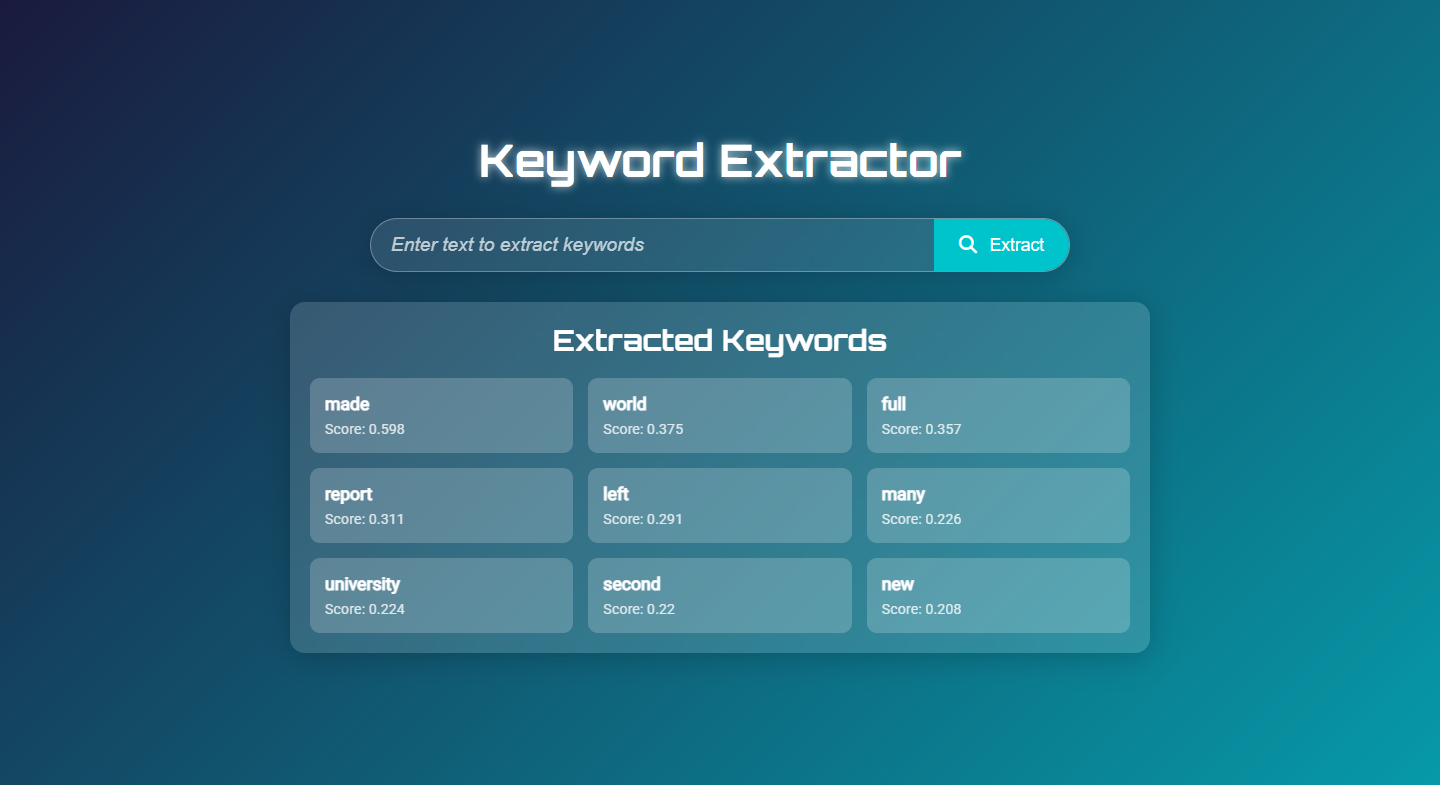 Keyword Extractor
Enter text to extract keywords
Extract
Extracted Keywords
made
Score: 0.598
world
Score: 0.375
full
Score: 0.357
report
Score: 0.311
left
Score: 0.291
many
Score: 0.226
university
Score: 0.224
second
Score: 0.22
new
Score: 0.208